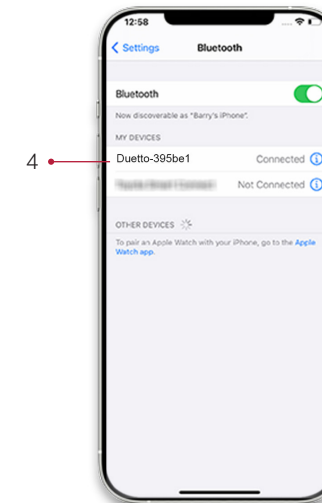 12:58
Settings
Bluetooth
Bluetooth
Now discoverable as "Barry's iPhone".
MY DEVICES
4
Duetto-395be1
Connected
Not Connected
OTHER DEVICES
To pair an Apple Watch with your iPhone, go to the Apple
Watch app.